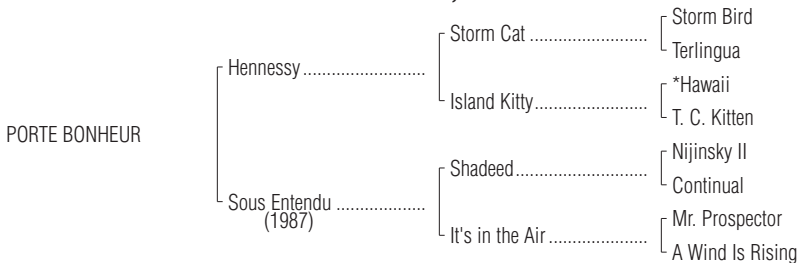 Storm Bird
Storm Cat ............................
Terlingua
Hennessy.............................
*Hawaii
Island Kitty...........................
T. C. Kitten
PORTE BONHEUR
Nijinsky II
Shadeed...............................
Continual
Sous Entendu .....................
(1987)
Mr. Prospector
It's in the Air........................
A Wind Is Rising